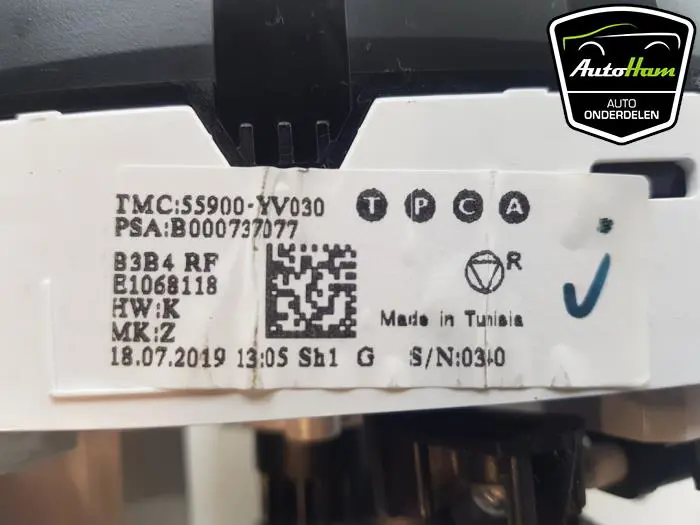 AutoHam
AUTO
ONDERDELEN
TMC:55900-YV030 T P C A
PSA:B000737077
B3B4 RF
E1068118
HW:K
MK:Z
R
Made in Tunisia
18.07.2019 13:05 Sh1 G